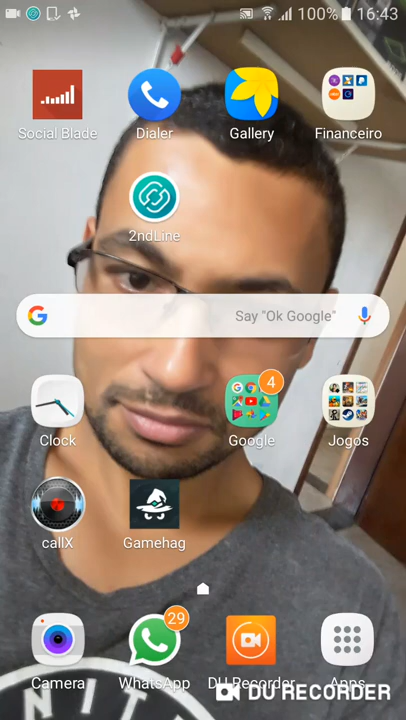 100% 16:43
Social Blade Dialer Gallery Financeiro
2ndLine
Say "Ok Google"
4
Clock Google Jogos
callX Gamehag
29
Camera WhatsApp DU Recorder Apps
DU RECORDER
NIT